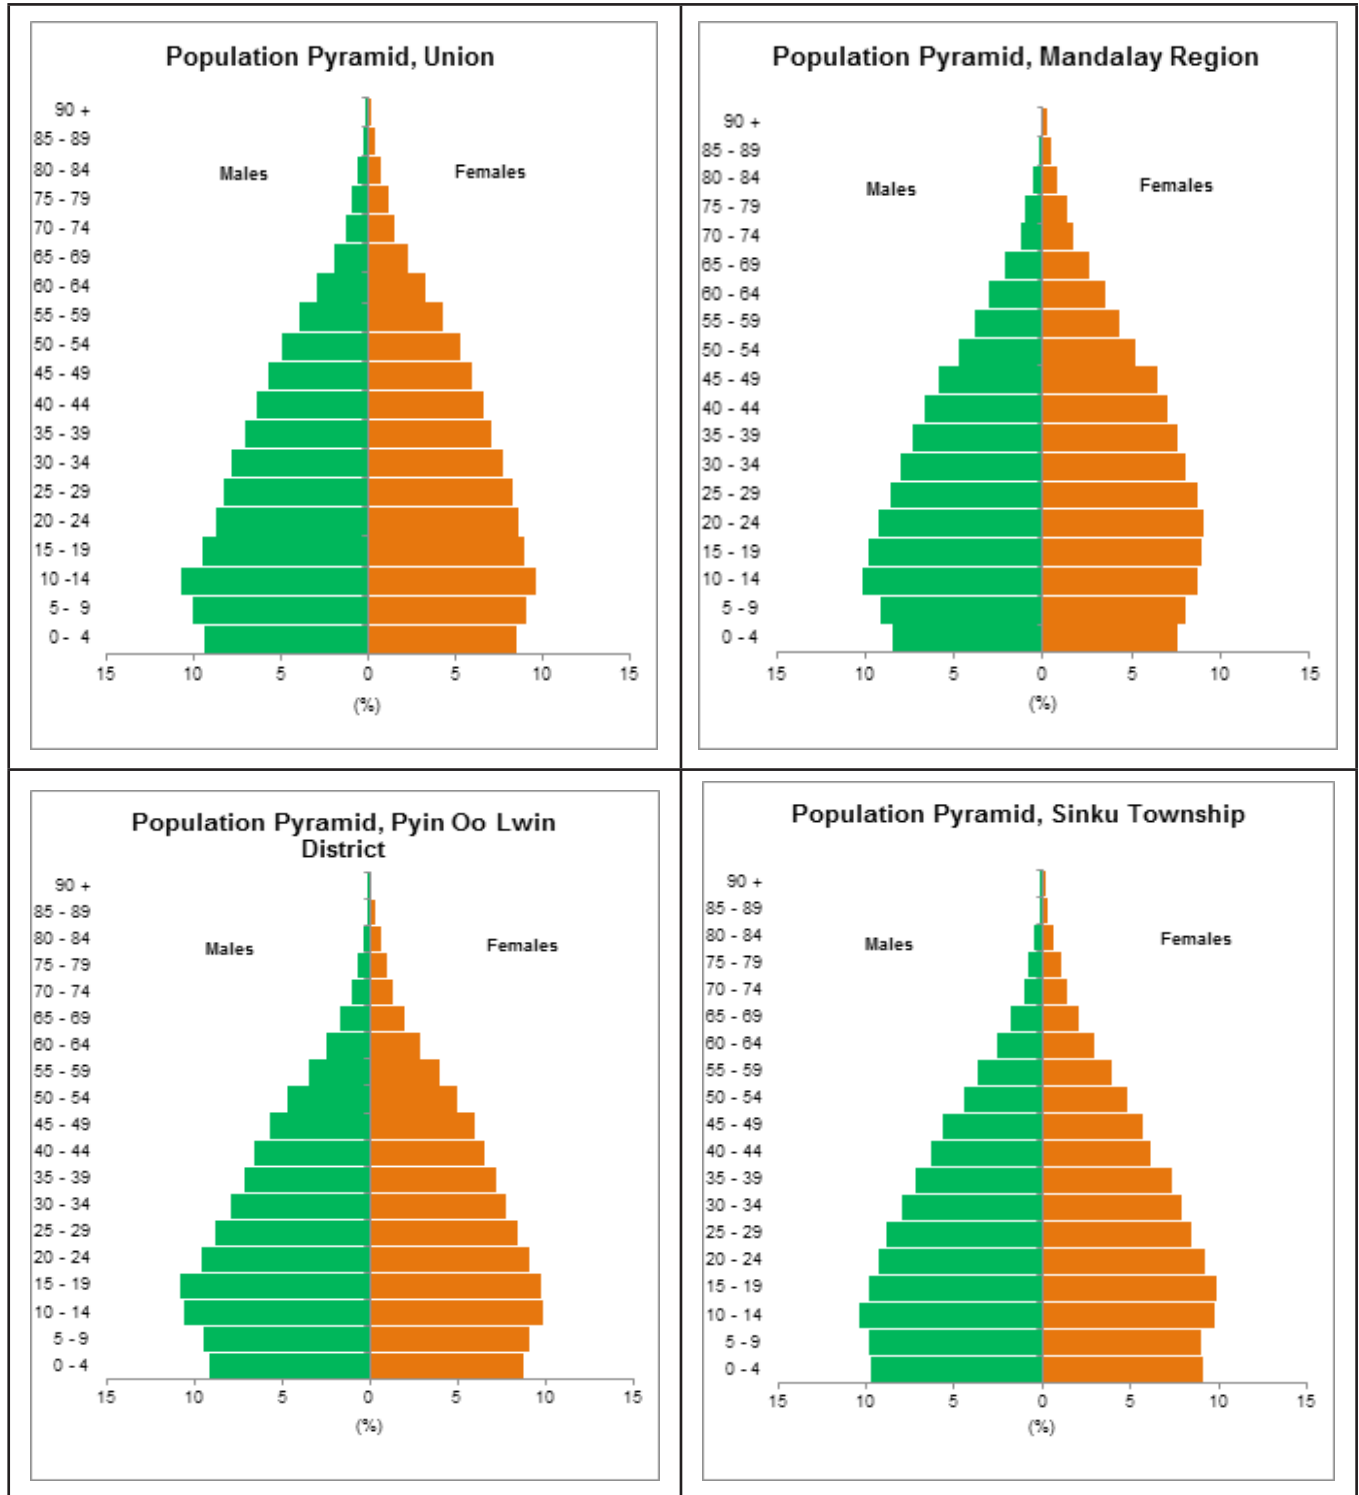 Population Pyramid, Union
90 +
85 - 89
80 - 84
75 - 79
70 - 74
65 - 69
60 - 64
55 - 59
50 - 54
45 - 49
40 - 44
35 - 39
30 - 34
25 - 29
20 - 24
15 - 19
10 -14
5 - 9
0 - 4
Males
Females
15 10 5 0 5 10 15
(%)
Population Pyramid, Mandalay Region
90 +
85 - 89
80 - 84
75 - 79
70 - 74
65 - 69
60 - 64
55 - 59
50 - 54
45 - 49
40 - 44
35 - 39
30 - 34
25 - 29
20 - 24
15 - 19
10 - 14
5 - 9
0 - 4
Males
Females
15 10 5 0 5 10 15
(%)
Population Pyramid, Pyin Oo Lwin
District
90 +
85 - 89
80 - 84
75 - 79
70 - 74
65 - 69
60 - 64
55 - 59
50 - 54
45 - 49
40 - 44
35 - 39
30 - 34
25 - 29
20 - 24
15 - 19
10 - 14
5 - 9
0 - 4
Males
Females
15 10 5 0 5 10 15
(%)
Population Pyramid, Sinku Township
90 +
85 - 89
80 - 84
75 - 79
70 - 74
65 - 69
60 - 64
55 - 59
50 - 54
45 - 49
40 - 44
35 - 39
30 - 34
25 - 29
20 - 24
15 - 19
10 - 14
5 - 9
0 - 4
Males
Females
15 10 5 0 5 10 15
(%)